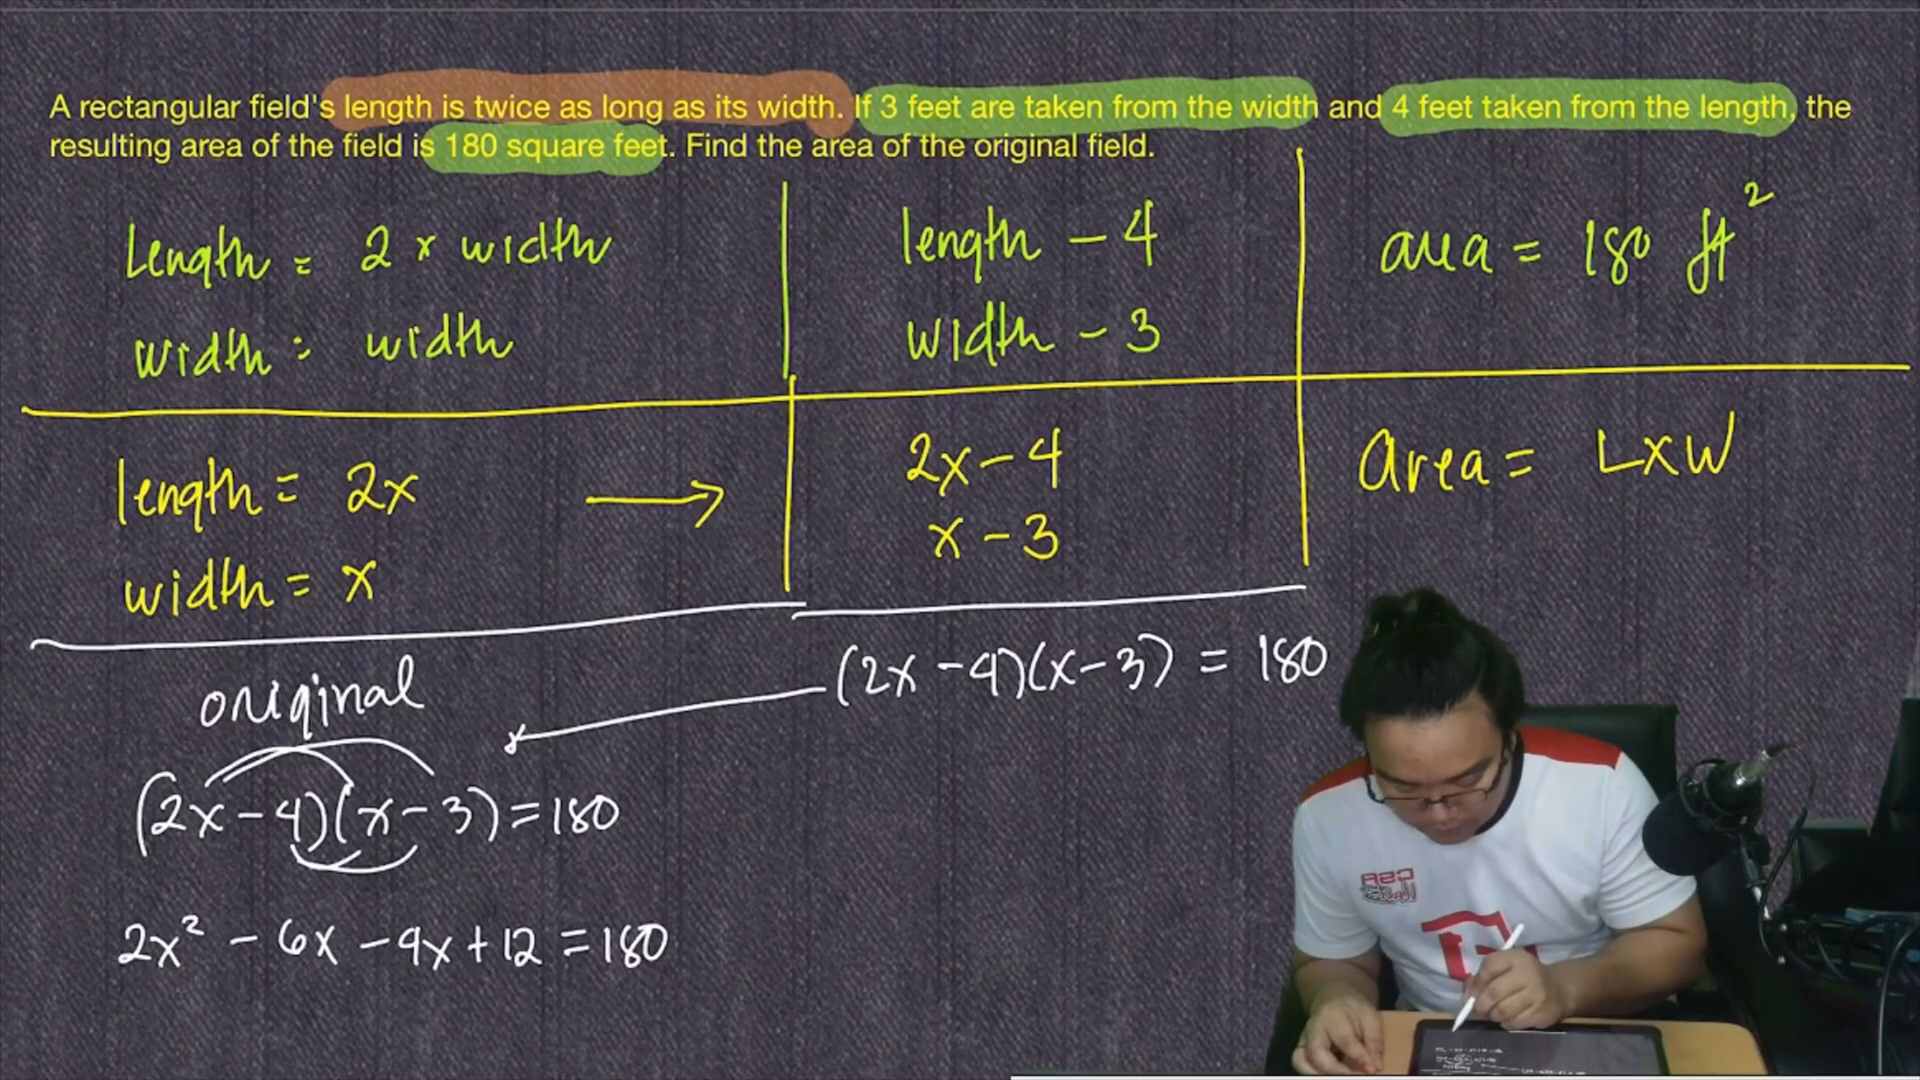 A rectangular field's length is twice as long as its width. If 3 feet are taken from the width and 4 feet taken from the length, the
resulting area of the field is 180 square feet. Find the area of the original field.
Length = 2 x width
width = width
length - 4
width - 3
area = 180 ft²
length = 2x
width = x
2x - 4
x - 3
Area = L x W
(2x - 4)(x - 3) = 180
original
(2x - 4)(x - 3) = 180
2x² - 6x - 4x + 12 = 180